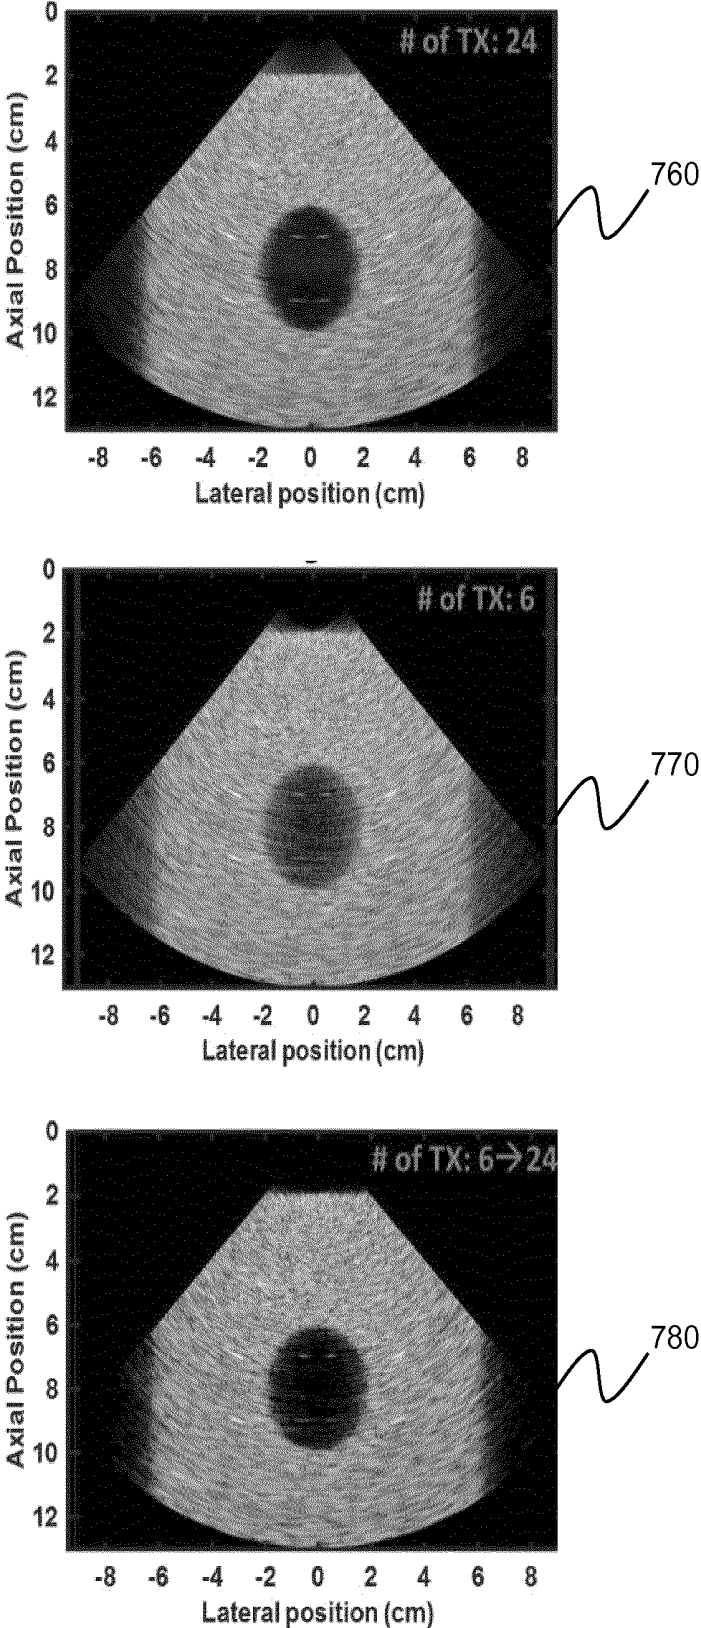 0
# of TX: 24
2
4
6
8
10
12
Axial Position (cm)
760
-8 -6 -4 -2 0 2 4 6 8
Lateral position (cm)
0
# of TX: 6
2
4
6
8
10
12
Axial Position (cm)
770
-8 -6 -4 -2 0 2 4 6 8
Lateral position (cm)
0
# of TX: 6→24
2
4
6
8
10
12
Axial Position (cm)
780
-8 -6 -4 -2 0 2 4 6 8
Lateral position (cm)